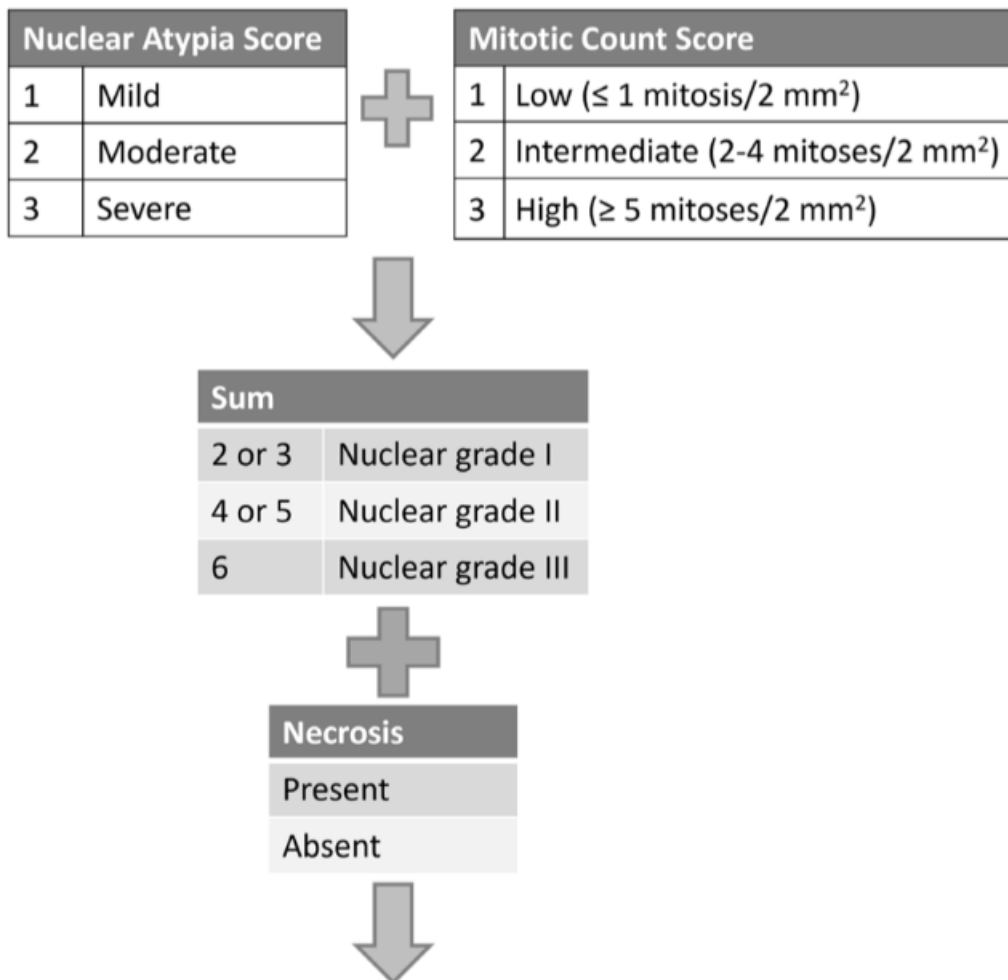 Nuclear Atypia Score
1 Mild
2 Moderate
3 Severe
Mitotic Count Score
1 Low (≤ 1 mitosis/2 mm²)
2 Intermediate (2-4 mitoses/2 mm²)
3 High (≥ 5 mitoses/2 mm²)
Sum
2 or 3 Nuclear grade I
4 or 5 Nuclear grade II
6 Nuclear grade III
Necrosis
Present
Absent